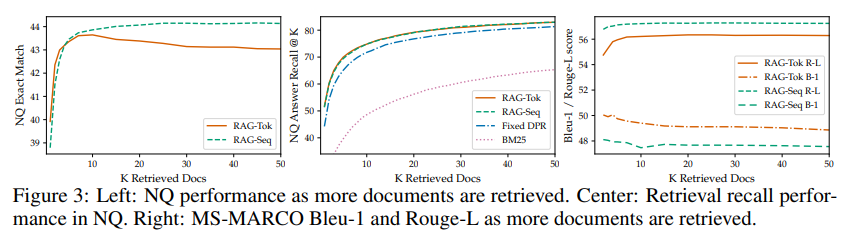 NQ Exact Match
44
43
42
41
40
39
0
10
20
30
40
50
K Retrieved Docs
RAG-Tok
RAG-Seq
NQ Answer Recall @ K
80
70
60
50
40
0
10
20
30
40
50
K Retrieved Docs
RAG-Tok
RAG-Seq
Fixed DPR
BM25
Bleu-1 / Rouge-L score
56
54
52
50
48
0
10
20
30
40
50
K Retrieved Docs
RAG-Tok R-L
RAG-Tok B-1
RAG-Seq R-L
RAG-Seq B-1
Figure 3: Left: NQ performance as more documents are retrieved. Center: Retrieval recall perfor-
mance in NQ. Right: MS-MARCO Bleu-1 and Rouge-L as more documents are retrieved.